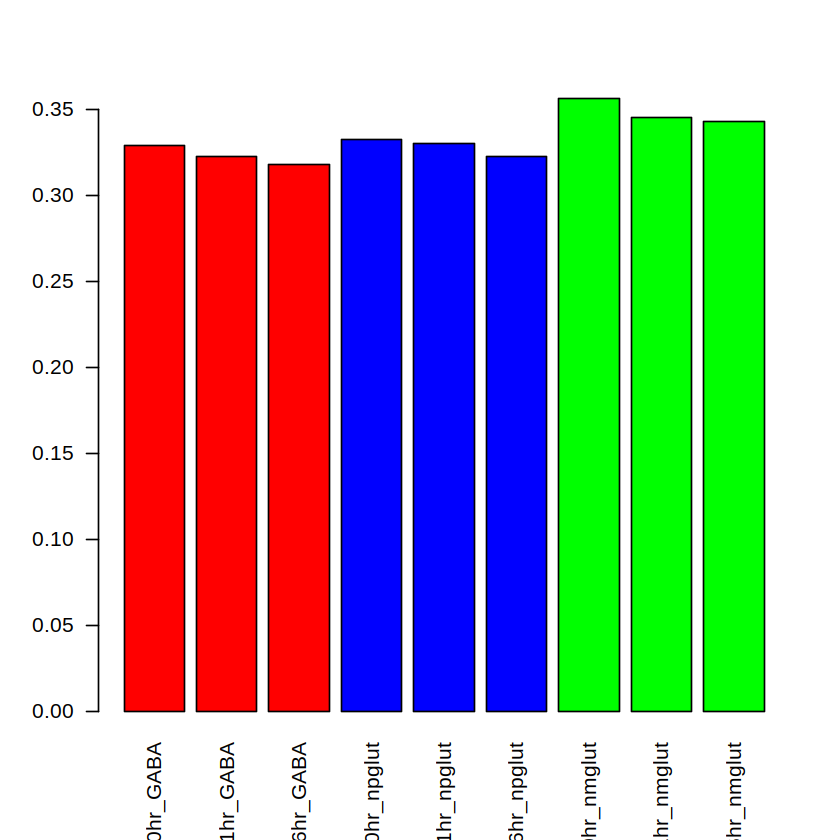 0.35
0.30
0.25
0.20
0.15
0.10
0.05
0.00
0hr_GABA
1hr_GABA
6hr_GABA
0hr_npglut
1hr_npglut
6hr_npglut
hr_nmglut
hr_nmglut
hr_nmglut